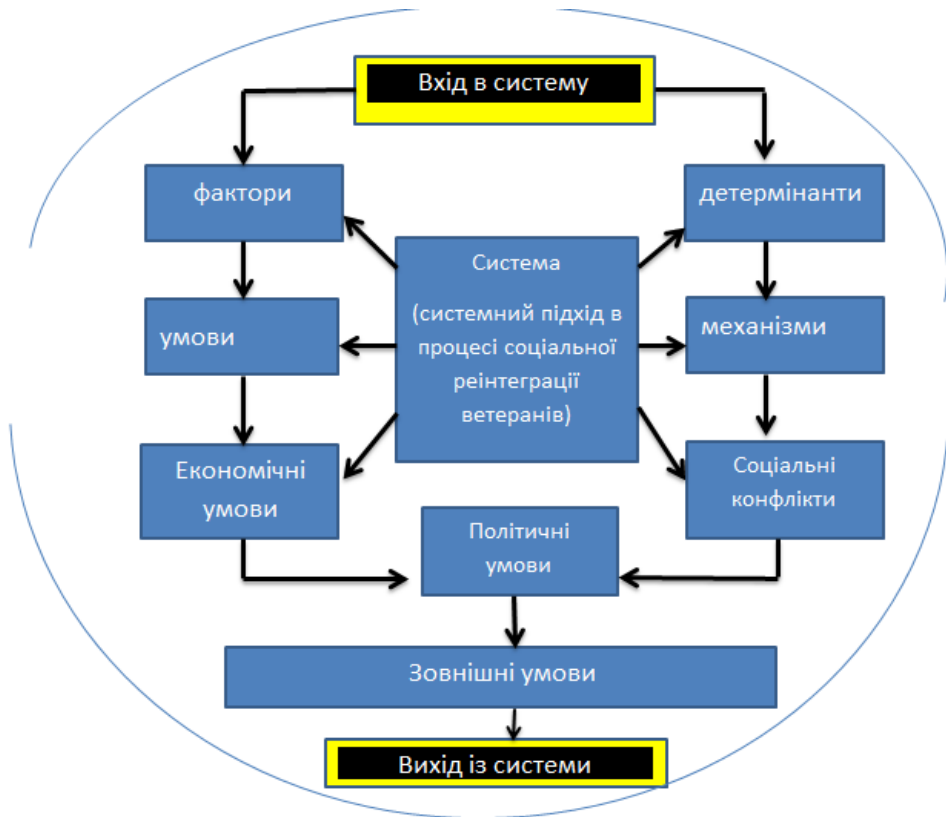 Вхід в систему
фактори
детермінанти
Система
(системний підхід в
процесі соціальної
реінтеграції
ветеранів)
умови
механізми
Економічні
умови
Соціальні
конфлікти
Політичні
умови
Зовнішні умови
Вихід із системи